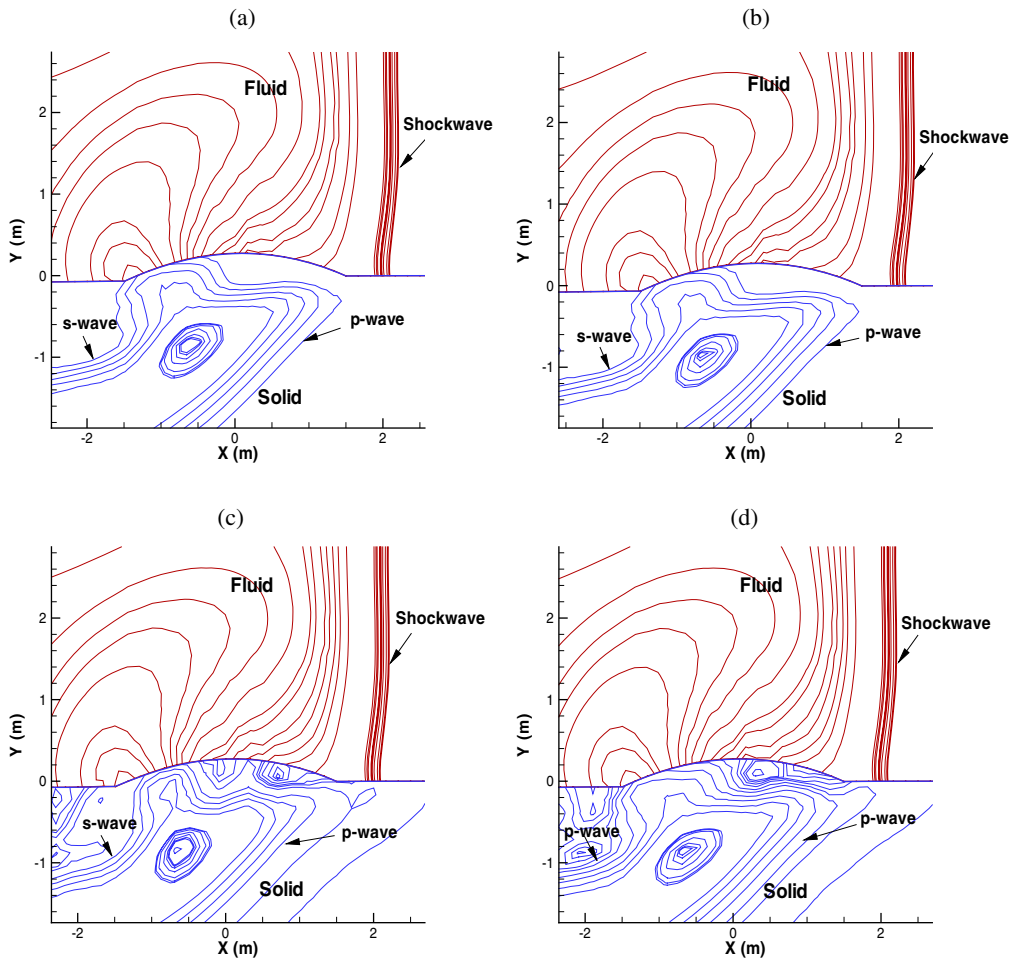 (a)
Fluid
Shockwave
s-wave
p-wave
Solid
Y (m)
2
1
0
-1
-2
0
2
X (m)
(b)
Fluid
Shockwave
s-wave
p-wave
Solid
Y (m)
2
1
0
-1
-2
0
2
X (m)
(c)
Fluid
Shockwave
s-wave
p-wave
Solid
Y (m)
2
1
0
-1
-2
0
2
X (m)
(d)
Fluid
Shockwave
p-wave
p-wave
Solid
Y (m)
2
1
0
-1
-2
0
2
X (m)